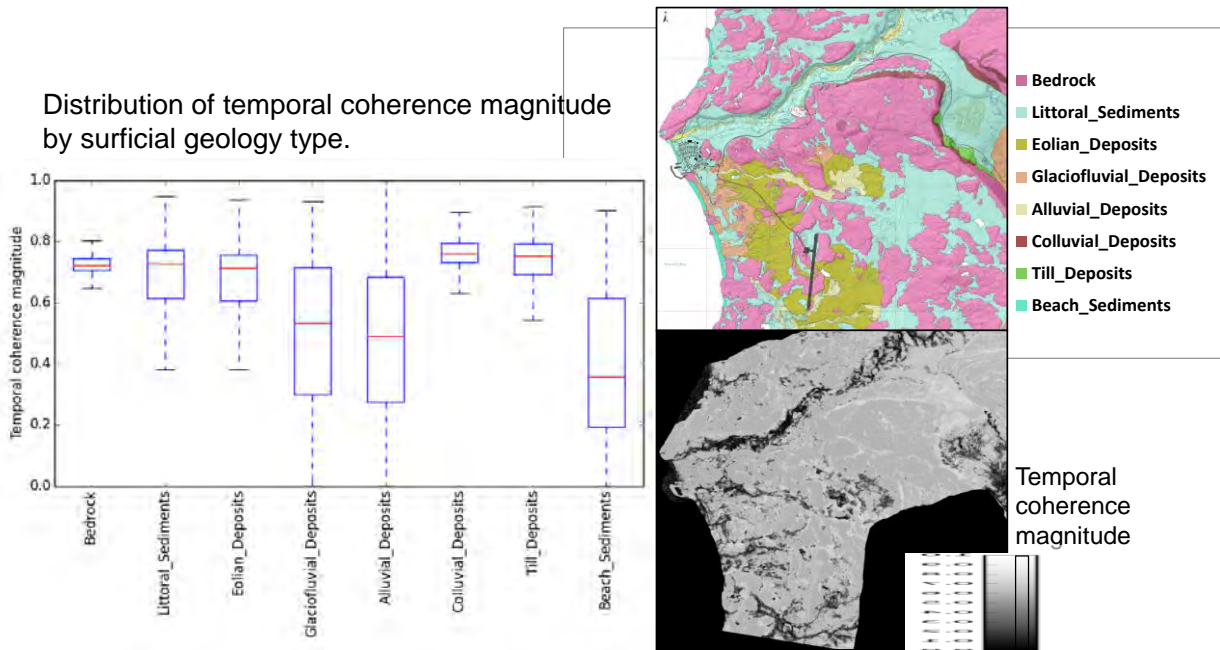 Distribution of temporal coherence magnitude
by surficial geology type.
1.0
0.8
0.6
0.4
0.2
0.0
Temporal coherence magnitude
Bedrock
Littoral_Sediments
Eolian_Deposits
Glaciofluvial_Deposits
Alluvial_Deposits
Colluvial_Deposits
Till_Deposits
Beach_Sediments
Bedrock
Littoral_Sediments
Eolian_Deposits
Glaciofluvial_Deposits
Alluvial_Deposits
Colluvial_Deposits
Till_Deposits
Beach_Sediments
Temporal
coherence
magnitude